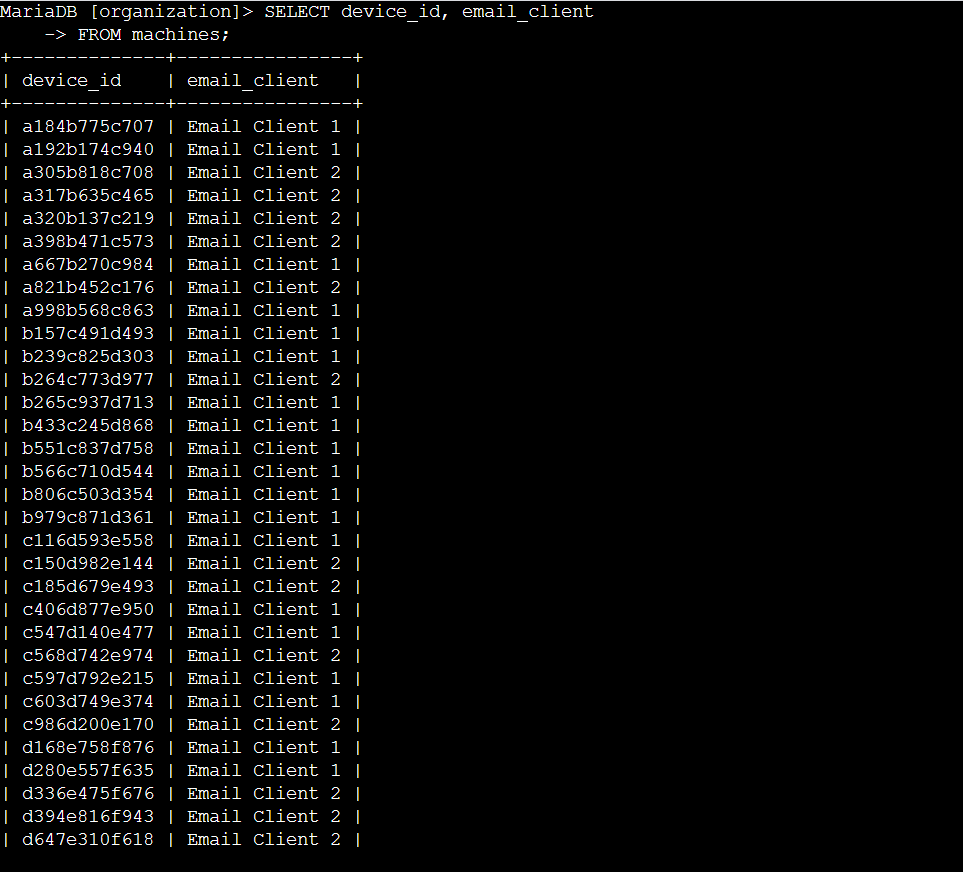 MariaDB [organization]> SELECT device_id, email_client
    -> FROM machines;
+--------------+----------------+
| device_id    | email_client   |
+--------------+----------------+
| a184b775c707 | Email Client 1 |
| a192b174c940 | Email Client 1 |
| a305b818c708 | Email Client 2 |
| a317b635c465 | Email Client 2 |
| a320b137c219 | Email Client 2 |
| a398b471c573 | Email Client 2 |
| a667b270c984 | Email Client 1 |
| a821b452c176 | Email Client 2 |
| a998b568c863 | Email Client 1 |
| b157c491d493 | Email Client 1 |
| b239c825d303 | Email Client 1 |
| b264c773d977 | Email Client 2 |
| b265c937d713 | Email Client 1 |
| b433c245d868 | Email Client 1 |
| b551c837d758 | Email Client 1 |
| b566c710d544 | Email Client 1 |
| b806c503d354 | Email Client 1 |
| b979c871d361 | Email Client 1 |
| c116d593e558 | Email Client 1 |
| c150d982e144 | Email Client 2 |
| c185d679e493 | Email Client 2 |
| c406d877e950 | Email Client 1 |
| c547d140e477 | Email Client 1 |
| c568d742e974 | Email Client 2 |
| c597d792e215 | Email Client 1 |
| c603d749e374 | Email Client 1 |
| c986d200e170 | Email Client 2 |
| d168e758f876 | Email Client 1 |
| d280e557f635 | Email Client 1 |
| d336e475f676 | Email Client 2 |
| d394e816f943 | Email Client 2 |
| d647e310f618 | Email Client 2 |